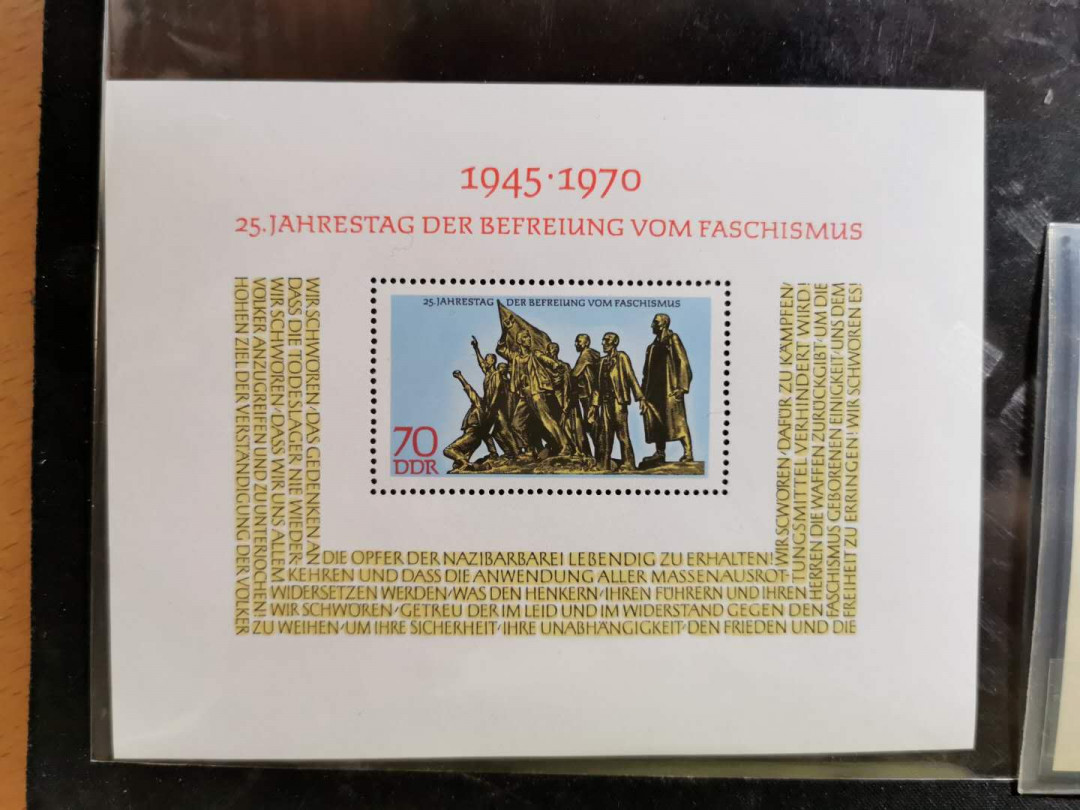 1945·1970
25. JAHRESTAG DER BEFREIUNG VOM FASCHISMUS
25. JAHRESTAG DER BEFREIUNG VOM FASCHISMUS
70
DDR
WIR SCHWÖREN, DAS GEDENKEN AN
DIE OPFER DER NAZIBARBAREI LEBENDIG ZU ERHALTEN!
WIR SCWÖREN, DAFÜR ZU KÄMPFEN,
DASS DIE TODESLAGER NIE WIEDER-
KEHREN UND DASS DIE ANWENDUNG ALLER MASSENAUSROT-
TUNGSMITTEL VERHINDERT WIRD!
WIR SCHWÖREN, DASS WIR UNS ALLEM
WIDERSETZEN WERDEN, WAS DEN HENKERN, IHREN FÜHRERN UND IHREN
HERREN DIE WAFFEN ZURÜCKGIBT, UM DIE
VÖLKER ANZUGREIFEN UND ZU UNTERJOCHEN!
WIR SCHWÖREN, GETREU DER IM LEID UND IM WIDERSTAND GEGEN DEN
FASCHISMUS GEBORENEN EINIGKEIT, UNS DEM
HOHEN ZIEL DER VERSTÄNDIGUNG DER VÖLKER
ZU WEIHEN, UM IHRE SICHERHEIT, IHRE UNABHÄNGIGKEIT, DEN FRIEDEN UND DIE
FREIHEIT ZU ERRINGEN! WIR SCHWÖREN ES!